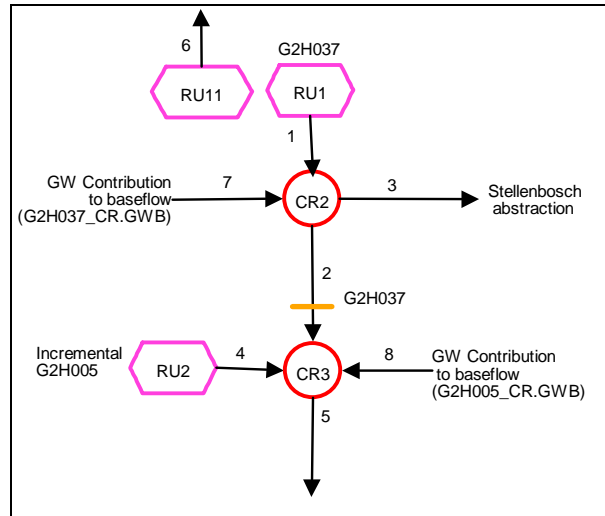 6
G2H037
RU11
RU1
1
GW Contribution
to baseflow
(G2H037_CR.GWB)
7
CR2
3
Stellenbosch
abstraction
2
G2H037
Incremental
G2H005
RU2
4
CR3
8
GW Contribution
to baseflow
(G2H005_CR.GWB)
5